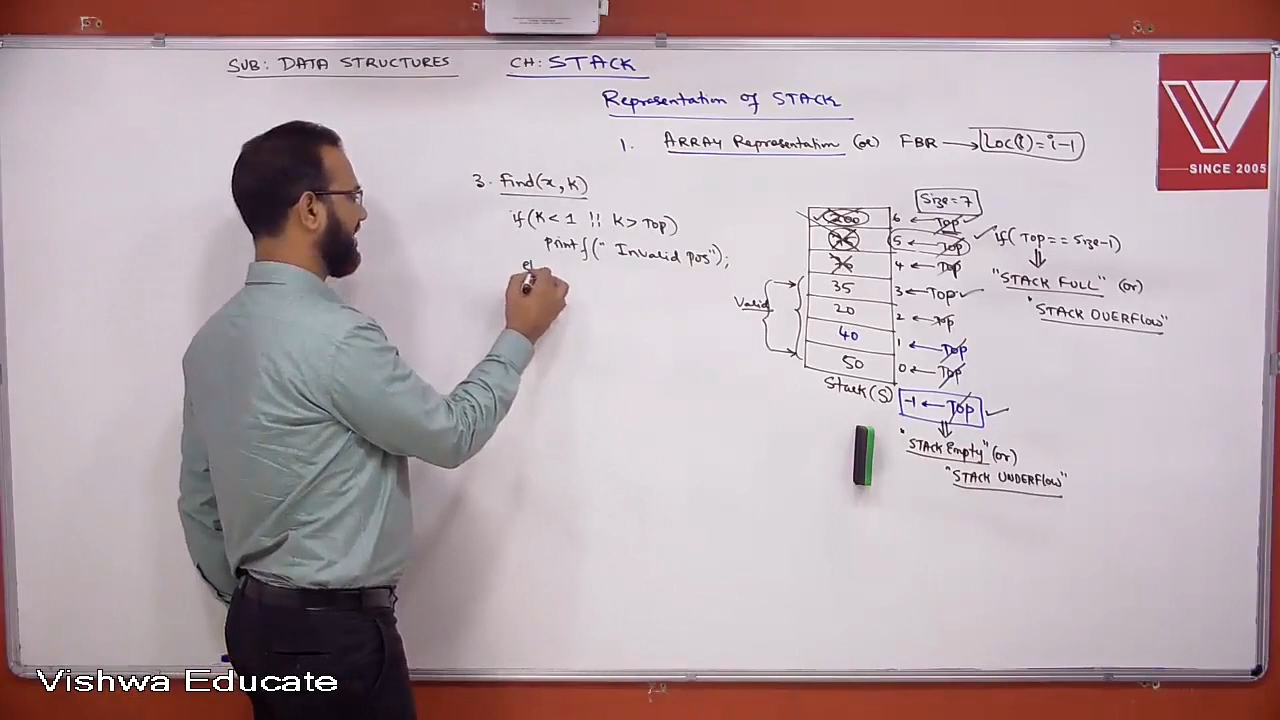 SUB: DATA STRUCTURES CH: STACK
Representation of STACK
1. ARRAY Representation (or) FBR → Loc(i) = i-1
SINCE 2005
3. Find(x, k)
if(k < 1 !! k > Top)
printf(" Invalid pos");
el
Size = 7
200 6 ← Top
5 ← Top
4 ← Top
35 3 ← Top
20 2 ← Top
40 1 ← Top
50 0 ← Top
Valid
Stack(S)
-1 ← Top
if( Top == Size-1)
"STACK FULL" (or)
"STACK OVERFLOW"
"STACK Empty" (or)
"STACK UNDERFLOW"
Vishwa Educate